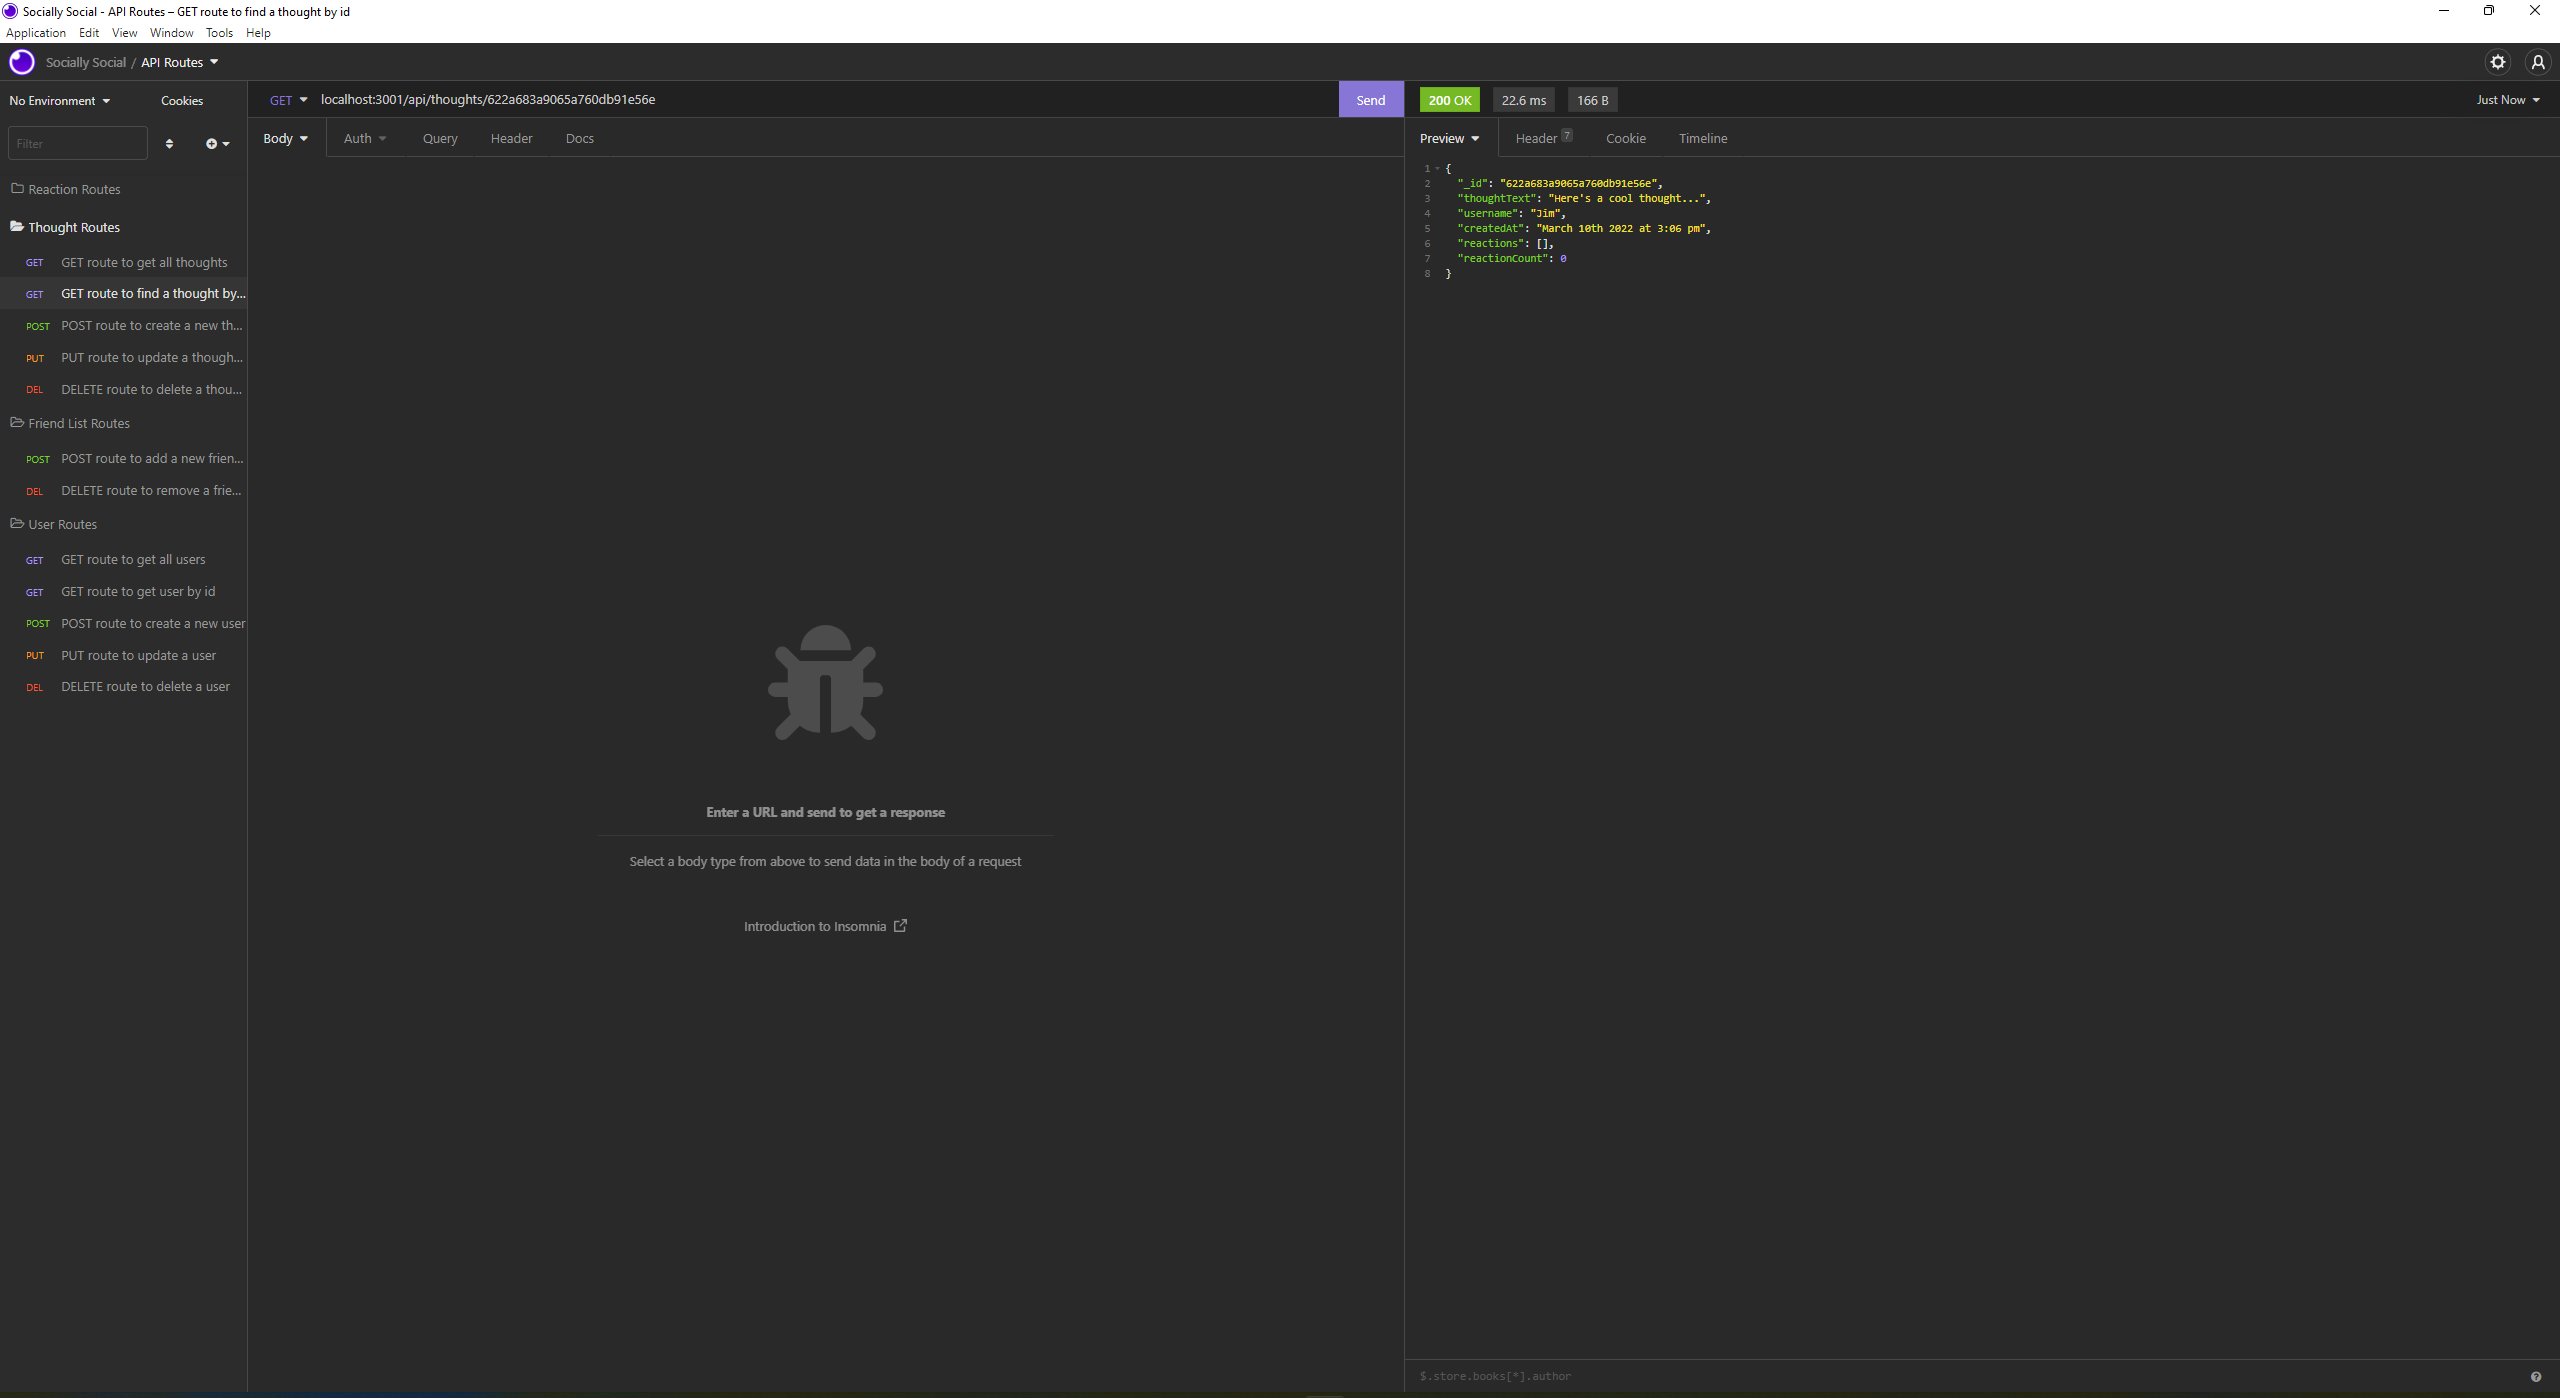 Socially Social - API Routes – GET route to find a thought by id
Application Edit View Window Tools Help
Socially Social / API Routes
No Environment Cookies
Filter
Reaction Routes
Thought Routes
GET GET route to get all thoughts
GET GET route to find a thought by...
POST POST route to create a new th...
PUT PUT route to update a though...
DEL DELETE route to delete a thou...
Friend List Routes
POST POST route to add a new frien...
DEL DELETE route to remove a frie...
User Routes
GET GET route to get all users
GET GET route to get user by id
POST POST route to create a new user
PUT PUT route to update a user
DEL DELETE route to delete a user
GET localhost:3001/api/thoughts/622a683a9065a760db91e56e Send
Body Auth Query Header Docs
Enter a URL and send to get a response
Select a body type from above to send data in the body of a request
Introduction to Insomnia
200 OK 22.6 ms 166 B Just Now
Preview Header 7 Cookie Timeline
1 {
2 "_id": "622a683a9065a760db91e56e",
3 "thoughtText": "Here's a cool thought...",
4 "username": "Jim",
5 "createdAt": "March 10th 2022 at 3:06 pm",
6 "reactions": [],
7 "reactionCount": 0
8 }
$.store.books[*].author